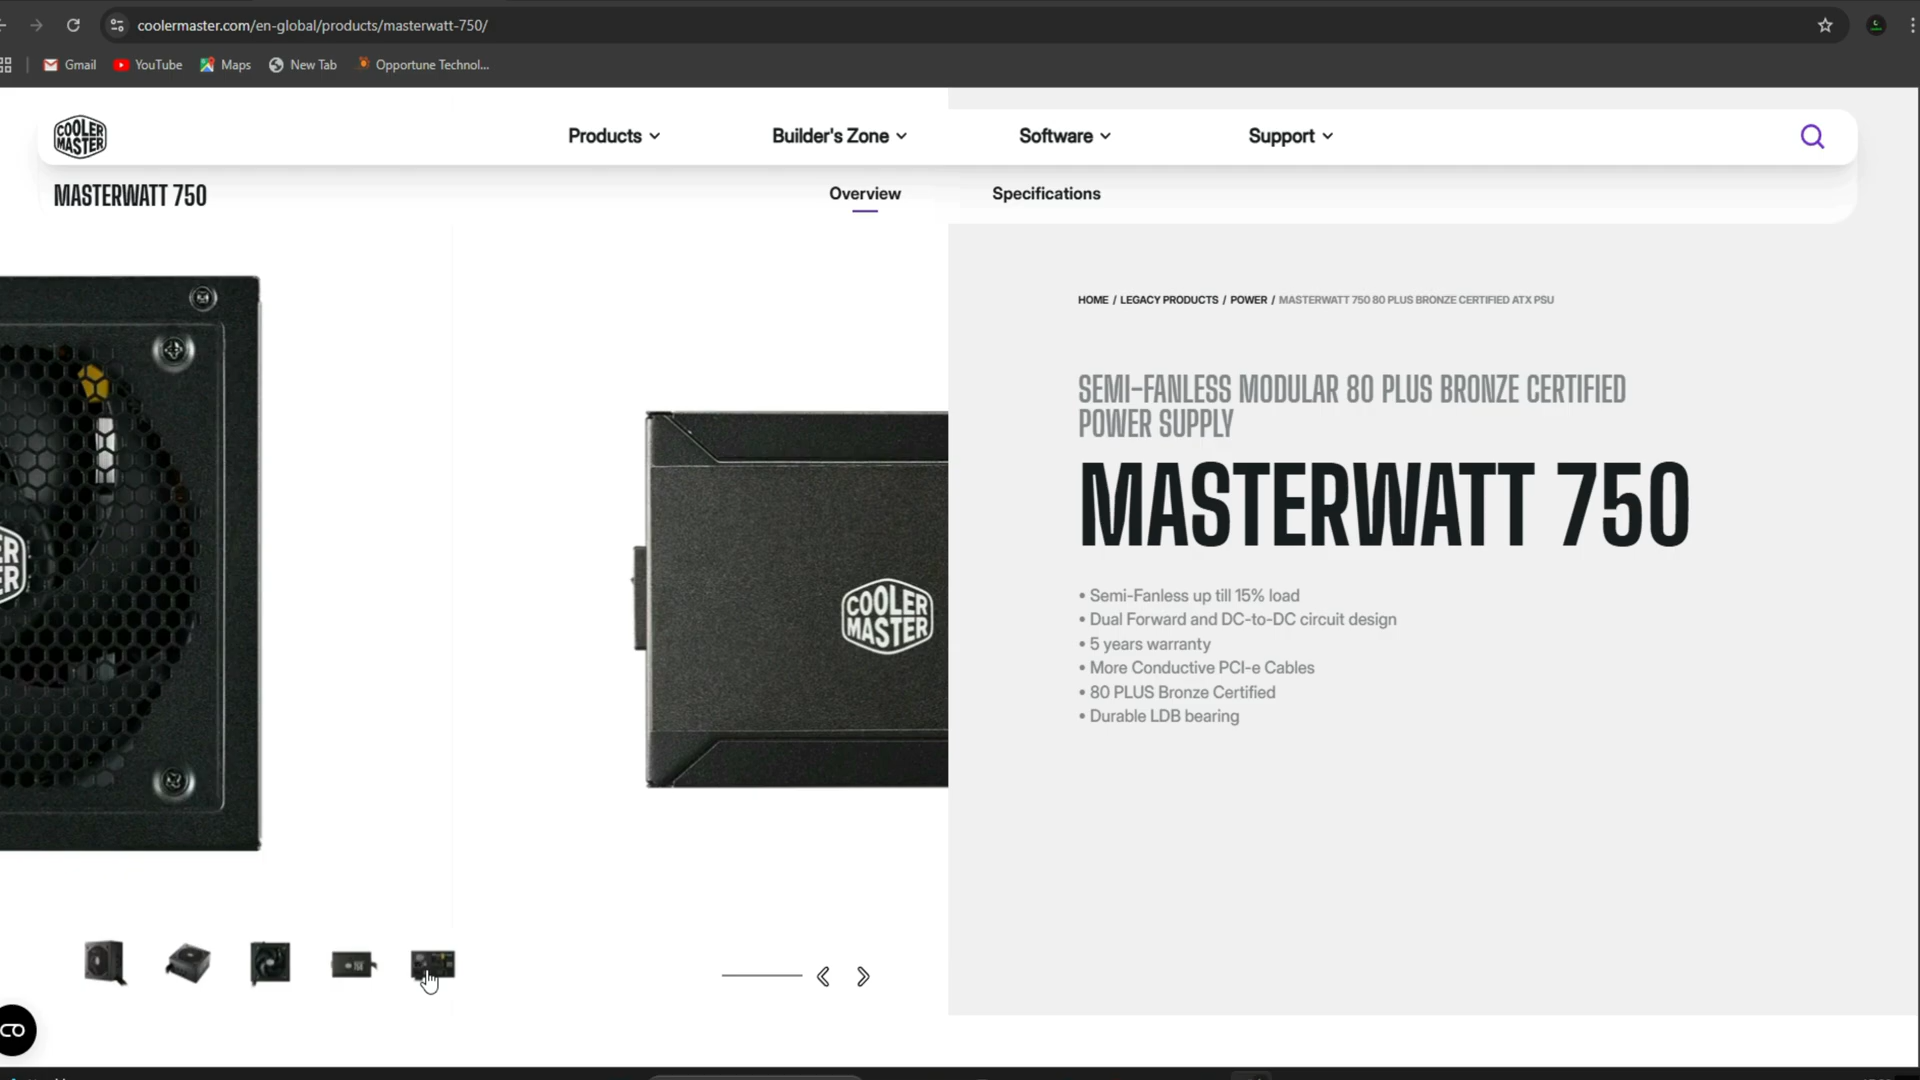 coolermaster.com/en-global/products/masterwatt-750/
Gmail
YouTube
Maps
New Tab
Opportune Technol...
COOLER
MASTER
Products
Builder's Zone
Software
Support
MASTERWATT 750
Overview
Specifications
HOME / LEGACY PRODUCTS / POWER / MASTERWATT 750 80 PLUS BRONZE CERTIFIED ATX PSU
SEMI-FANLESS MODULAR 80 PLUS BRONZE CERTIFIED
POWER SUPPLY
MASTERWATT 750
• Semi-Fanless up till 15% load
• Dual Forward and DC-to-DC circuit design
• 5 years warranty
• More Conductive PCI-e Cables
• 80 PLUS Bronze Certified
• Durable LDB bearing
COOLER
MASTER
ER
ER